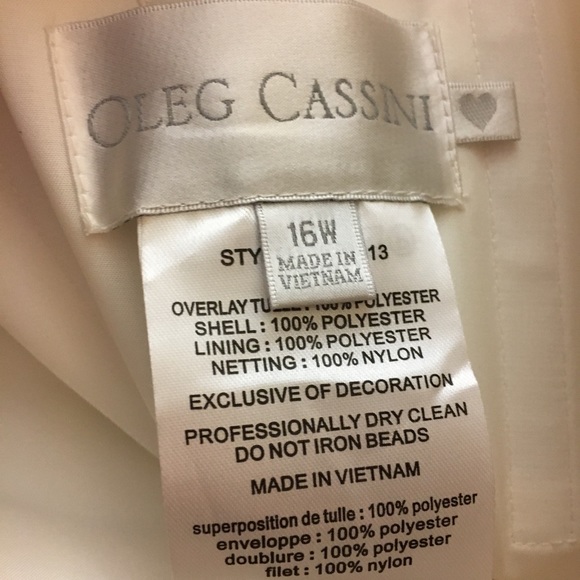 OLEG CASSINI
16W
MADE IN
VIETNAM
STY 13
OVERLAY TULLE: 100% POLYESTER
SHELL : 100% POLYESTER
LINING : 100% POLYESTER
NETTING : 100% NYLON
EXCLUSIVE OF DECORATION
PROFESSIONALLY DRY CLEAN
DO NOT IRON BEADS
MADE IN VIETNAM
superposition de tulle : 100% polyester
enveloppe : 100% polyester
doublure : 100% polyester
filet : 100% nylon